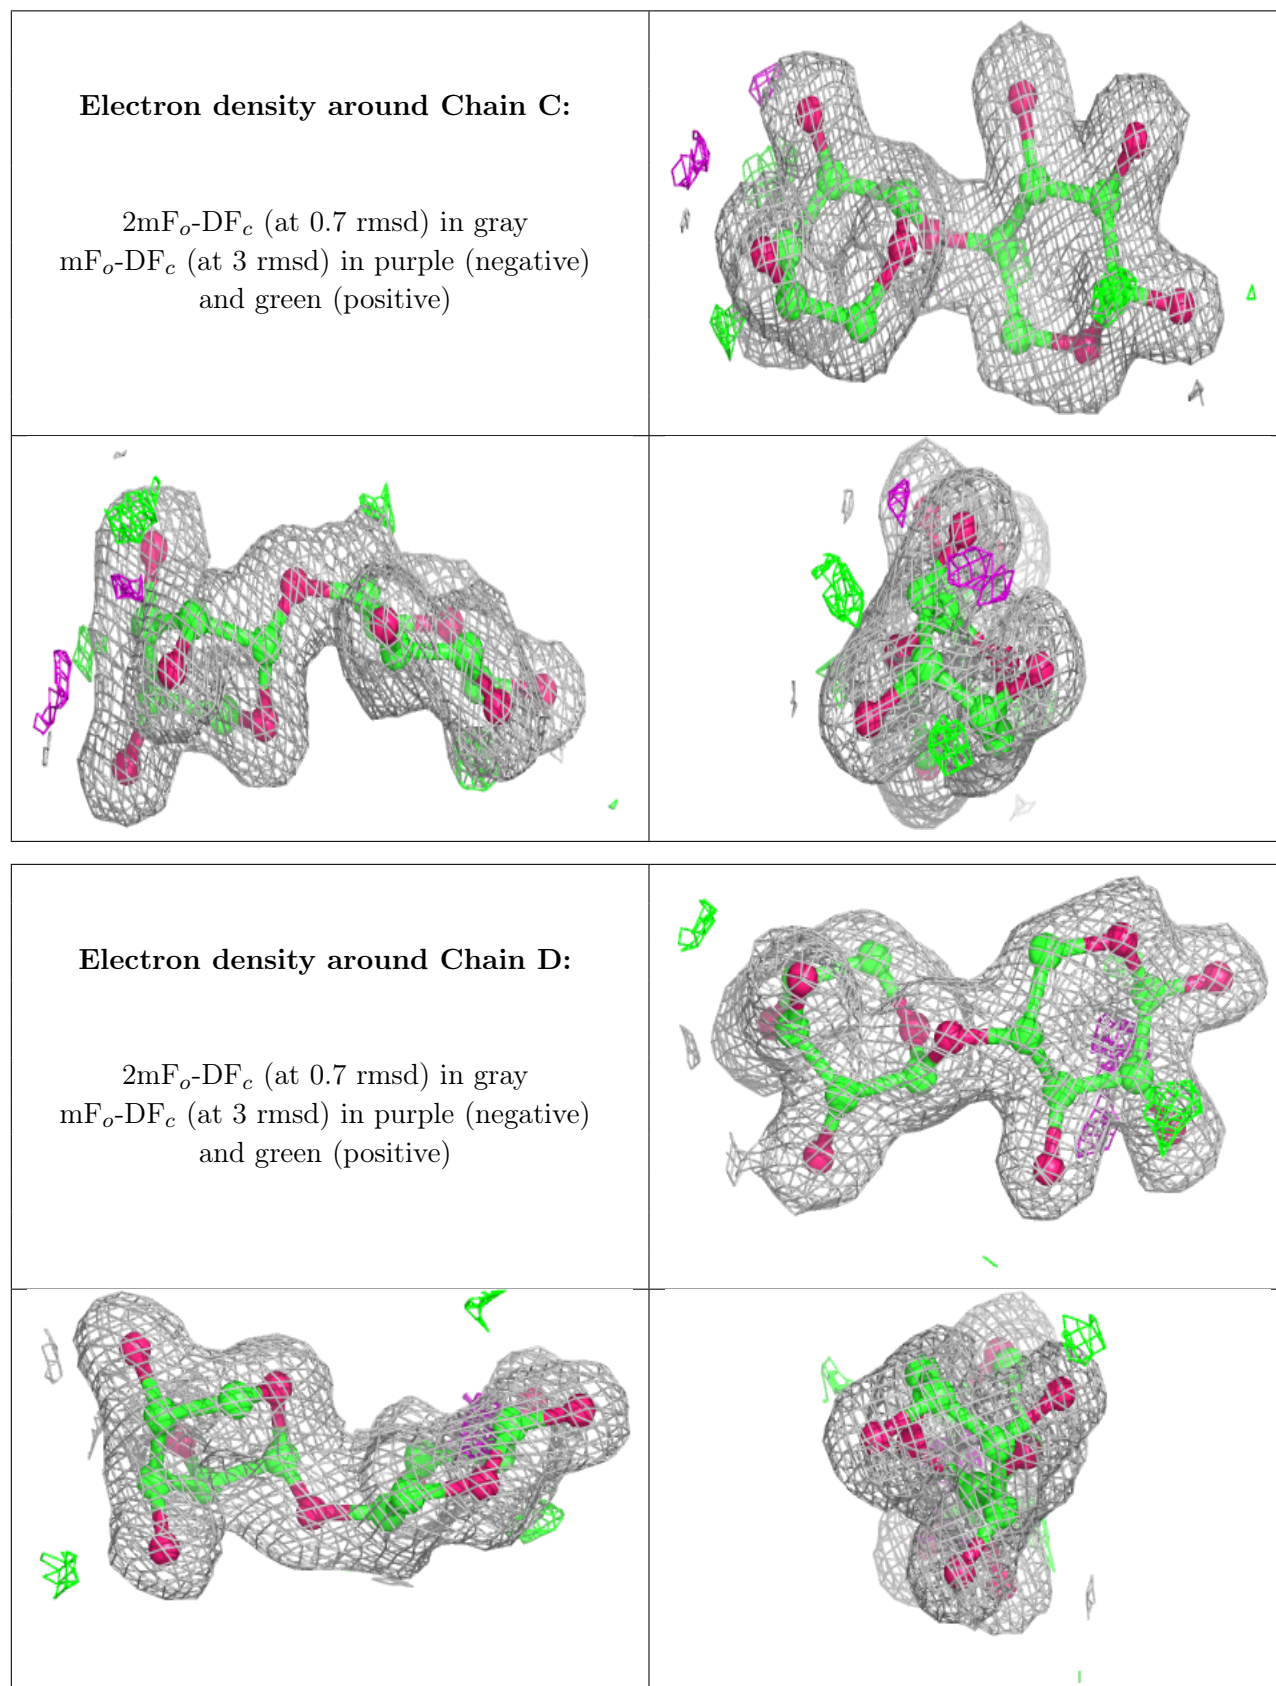 Electron density around Chain C:
2mFo-DFc (at 0.7 rmsd) in gray
mFo-DFc (at 3 rmsd) in purple (negative)
and green (positive)
Electron density around Chain D:
2mFo-DFc (at 0.7 rmsd) in gray
mFo-DFc (at 3 rmsd) in purple (negative)
and green (positive)